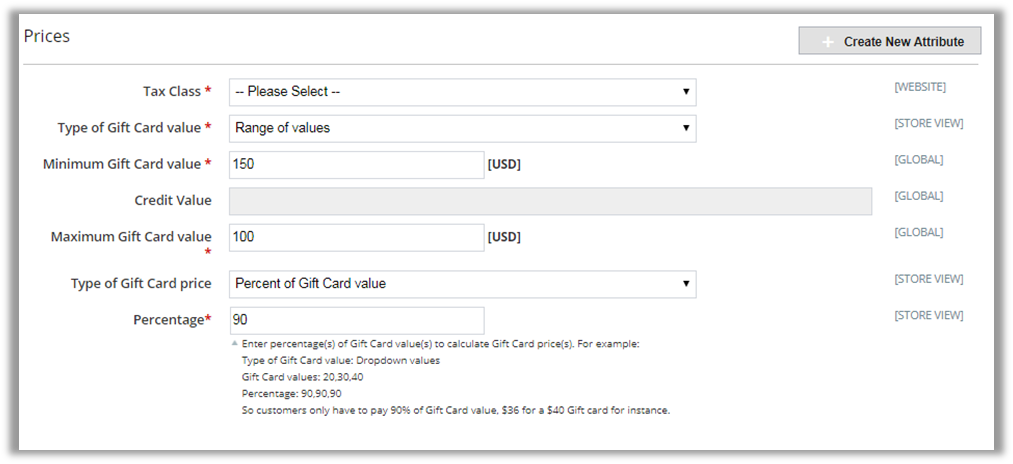 Prices
+ Create New Attribute
Tax Class * -- Please Select -- [WEBSITE]
Type of Gift Card value * Range of values [STORE VIEW]
Minimum Gift Card value * 150 [USD] [GLOBAL]
Credit Value [GLOBAL]
Maximum Gift Card value * 100 [USD] [GLOBAL]
Type of Gift Card price Percent of Gift Card value [STORE VIEW]
Percentage* 90 [STORE VIEW]
Enter percentage(s) of Gift Card value(s) to calculate Gift Card price(s). For example:
Type of Gift Card value: Dropdown values
Gift Card values: 20,30,40
Percentage: 90,90,90
So customers only have to pay 90% of Gift Card value, $36 for a $40 Gift card for instance.